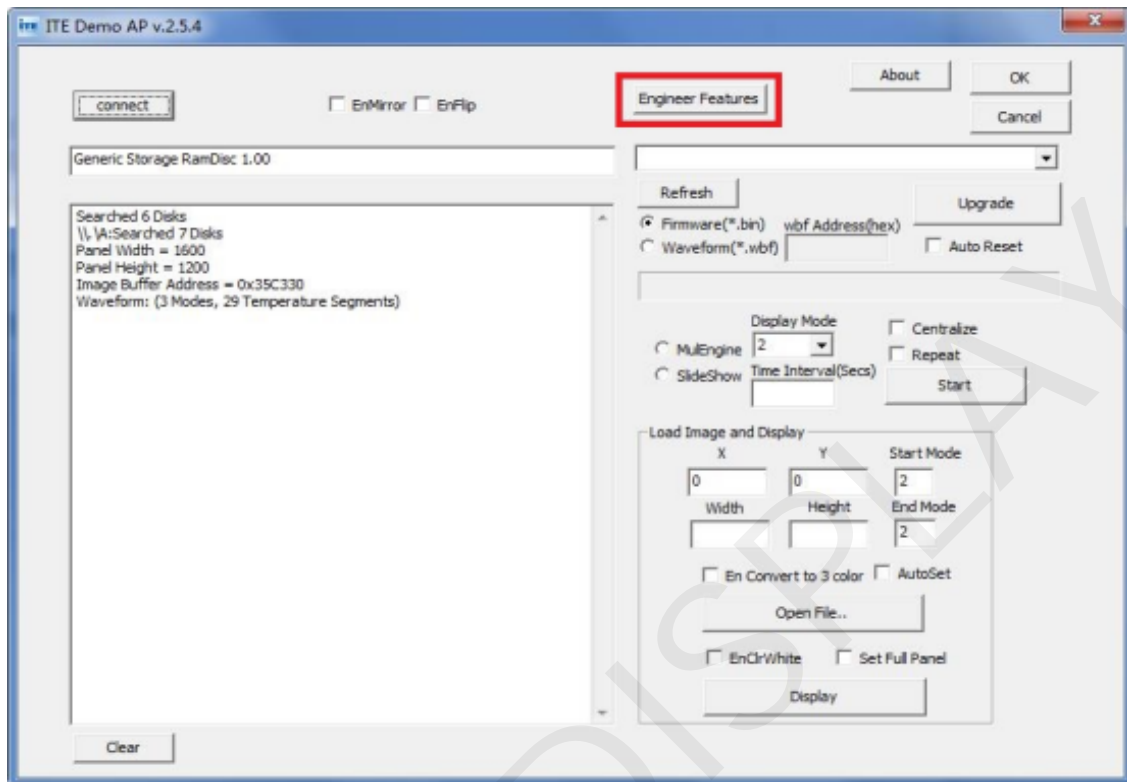 ITE Demo AP v.2.5.4
connect
EnMirror
EnFlip
Engineer Features
About
OK
Cancel
Generic Storage RamDisc 1.00
Searched 6 Disks
\\. \A:Searched 7 Disks
Panel Width = 1600
Panel Height = 1200
Image Buffer Address = 0x35C330
Waveform: (3 Modes, 29 Temperature Segments)
Clear
Refresh
Upgrade
Firmware(*.bin)
wbf Address(hex)
Waveform(*.wbf)
Auto Reset
Display Mode
MulEngine
2
Centralize
Repeat
SlideShow
Time Interval(Secs)
Start
Load Image and Display
X
Y
Start Mode
0
0
2
Width
Height
End Mode
2
En Convert to 3 color
AutoSet
Open File..
EnClrWhite
Set Full Panel
Display
DISPLAY